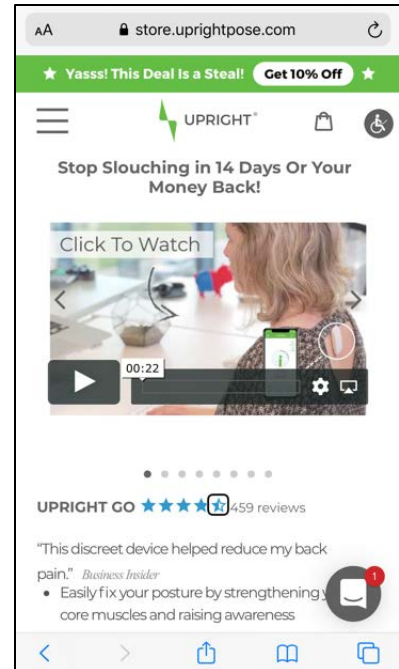 AA store.uprightpose.com
Yasss! This Deal Is a Steal! Get 10% Off
UPRIGHT®
Stop Slouching in 14 Days Or Your
Money Back!
Click To Watch
00:22
UPRIGHT GO 459 reviews
“This discreet device helped reduce my back
pain.” Business Insider
• Easily fix your posture by strengthening
core muscles and raising awareness
1